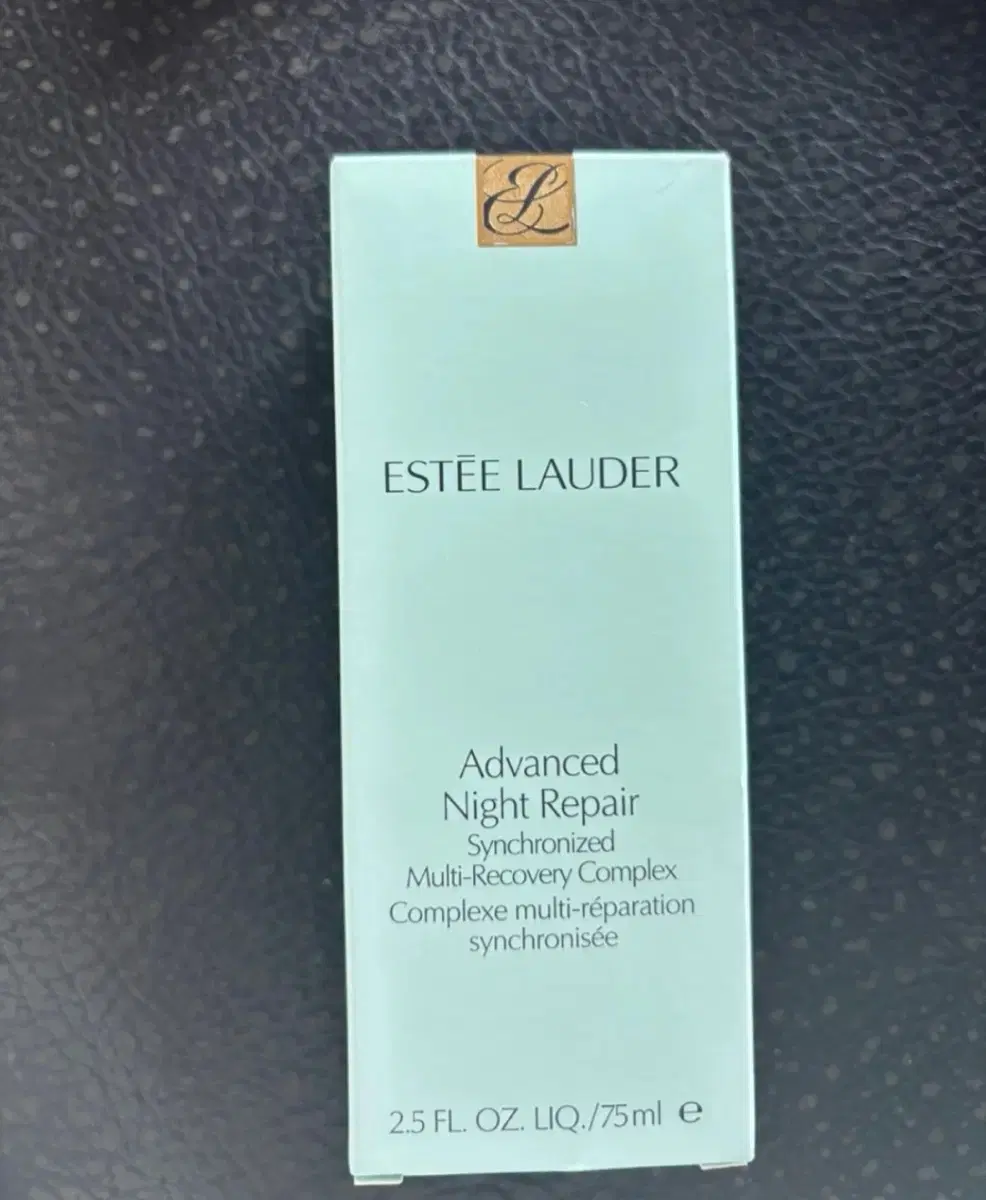 EL
ESTĒE LAUDER
Advanced
Night Repair
Synchronized
Multi-Recovery Complex
Complexe multi-réparation
synchronisée
2.5 FL. OZ. LIQ./75ml ℮